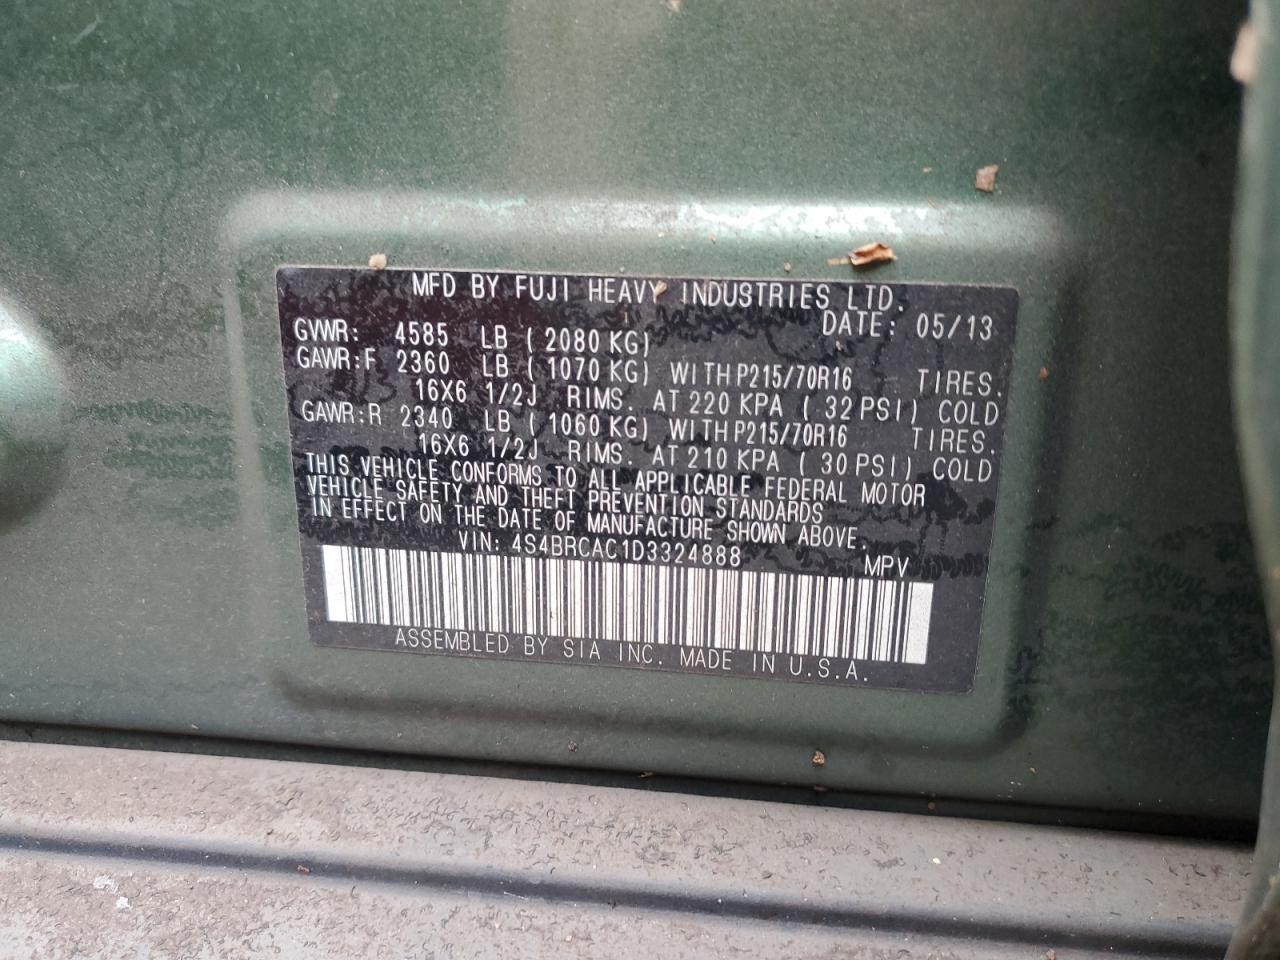 MFD BY FUJI HEAVY INDUSTRIES LTD.
DATE: 05/13
GVWR: 4585 LB ( 2080 KG)
GAWR:F 2360 LB ( 1070 KG) WITH P215/70R16 TIRES.
16X6 1/2J RIMS. AT 220 KPA ( 32 PSI) COLD
GAWR:R 2340 LB ( 1060 KG) WITH P215/70R16 TIRES.
16X6 1/2J RIMS. AT 210 KPA ( 30 PSI) COLD
THIS VEHICLE CONFORMS TO ALL APPLICABLE FEDERAL MOTOR
VEHICLE SAFETY AND THEFT PREVENTION STANDARDS
IN EFFECT ON THE DATE OF MANUFACTURE SHOWN ABOVE.
VIN: 4S4BRCAC1D3324888 MPV
ASSEMBLED BY SIA INC. MADE IN U.S.A.